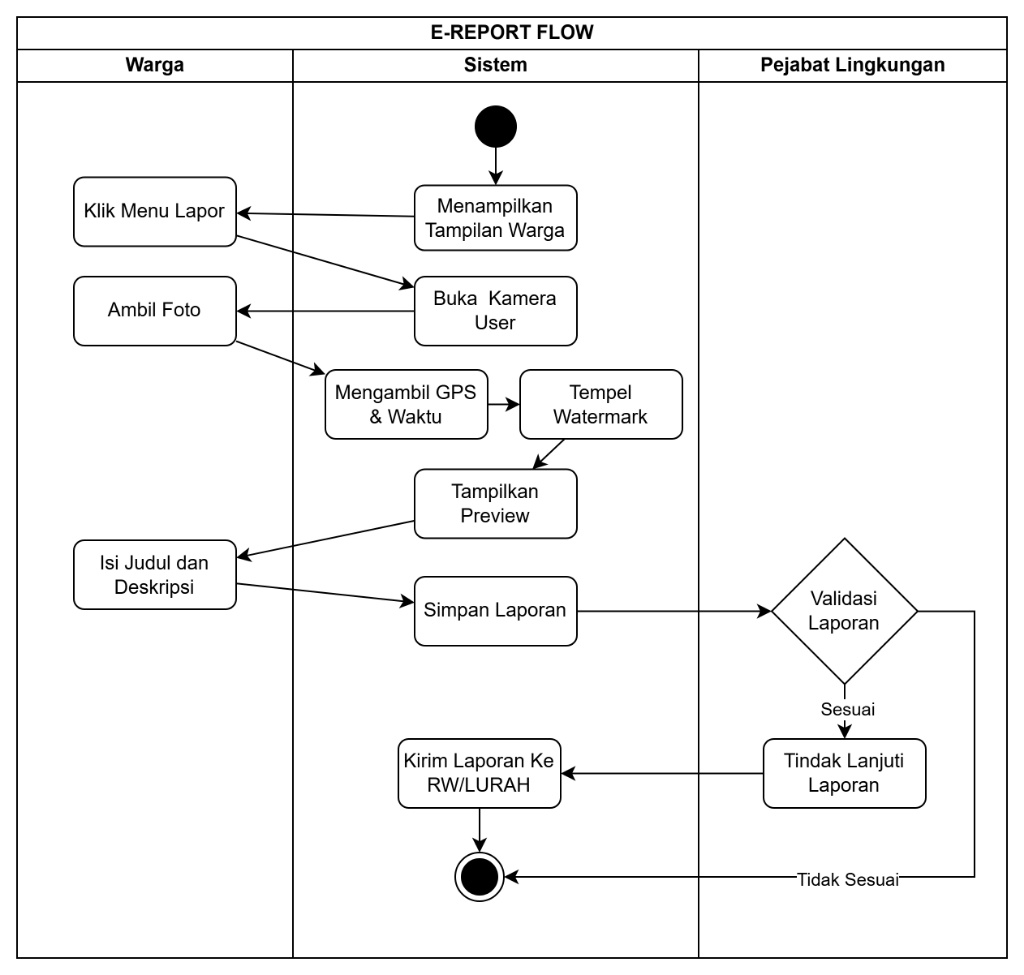 E-REPORT FLOW
Warga
Sistem
Pejabat Lingkungan
Menampilkan
Tampilan Warga
Klik Menu Lapor
Buka Kamera
User
Ambil Foto
Mengambil GPS
& Waktu
Tempel
Watermark
Tampilkan
Preview
Isi Judul dan
Deskripsi
Simpan Laporan
Validasi
Laporan
Sesuai
Tindak Lanjuti
Laporan
Kirim Laporan Ke
RW/LURAH
Tidak Sesuai